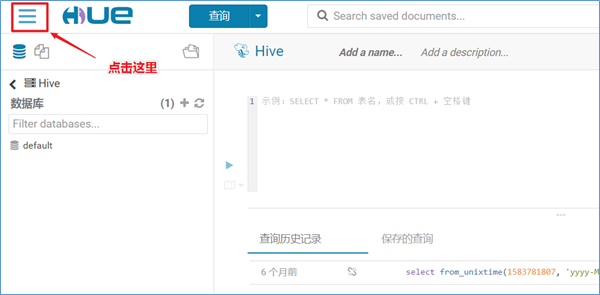 HUE
查询
Search saved documents...
点击这里
Hive
Add a name...
Add a description...
Hive
数据库
(1)
Filter databases...
default
1
示例：SELECT * FROM 表名，或按 CTRL + 空格键
查询历史记录
保存的查询
6 个月前
select from_unixtime(1583781807, 'yyyy-M